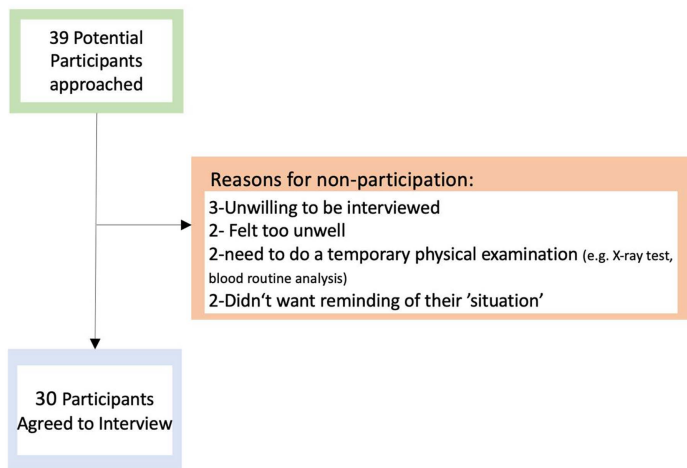 39 Potential
Participants
approached
Reasons for non-participation:
3-Unwilling to be interviewed
2- Felt too unwell
2-need to do a temporary physical examination (e.g. X-ray test,
blood routine analysis)
2-Didn‘t want reminding of their ’situation’
30 Participants
Agreed to Interview